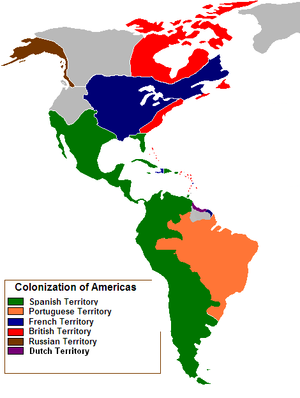 Colonization of Americas
Spanish Territory
Portuguese Territory
French Territory
British Territory
Russian Territory
Dutch Territory